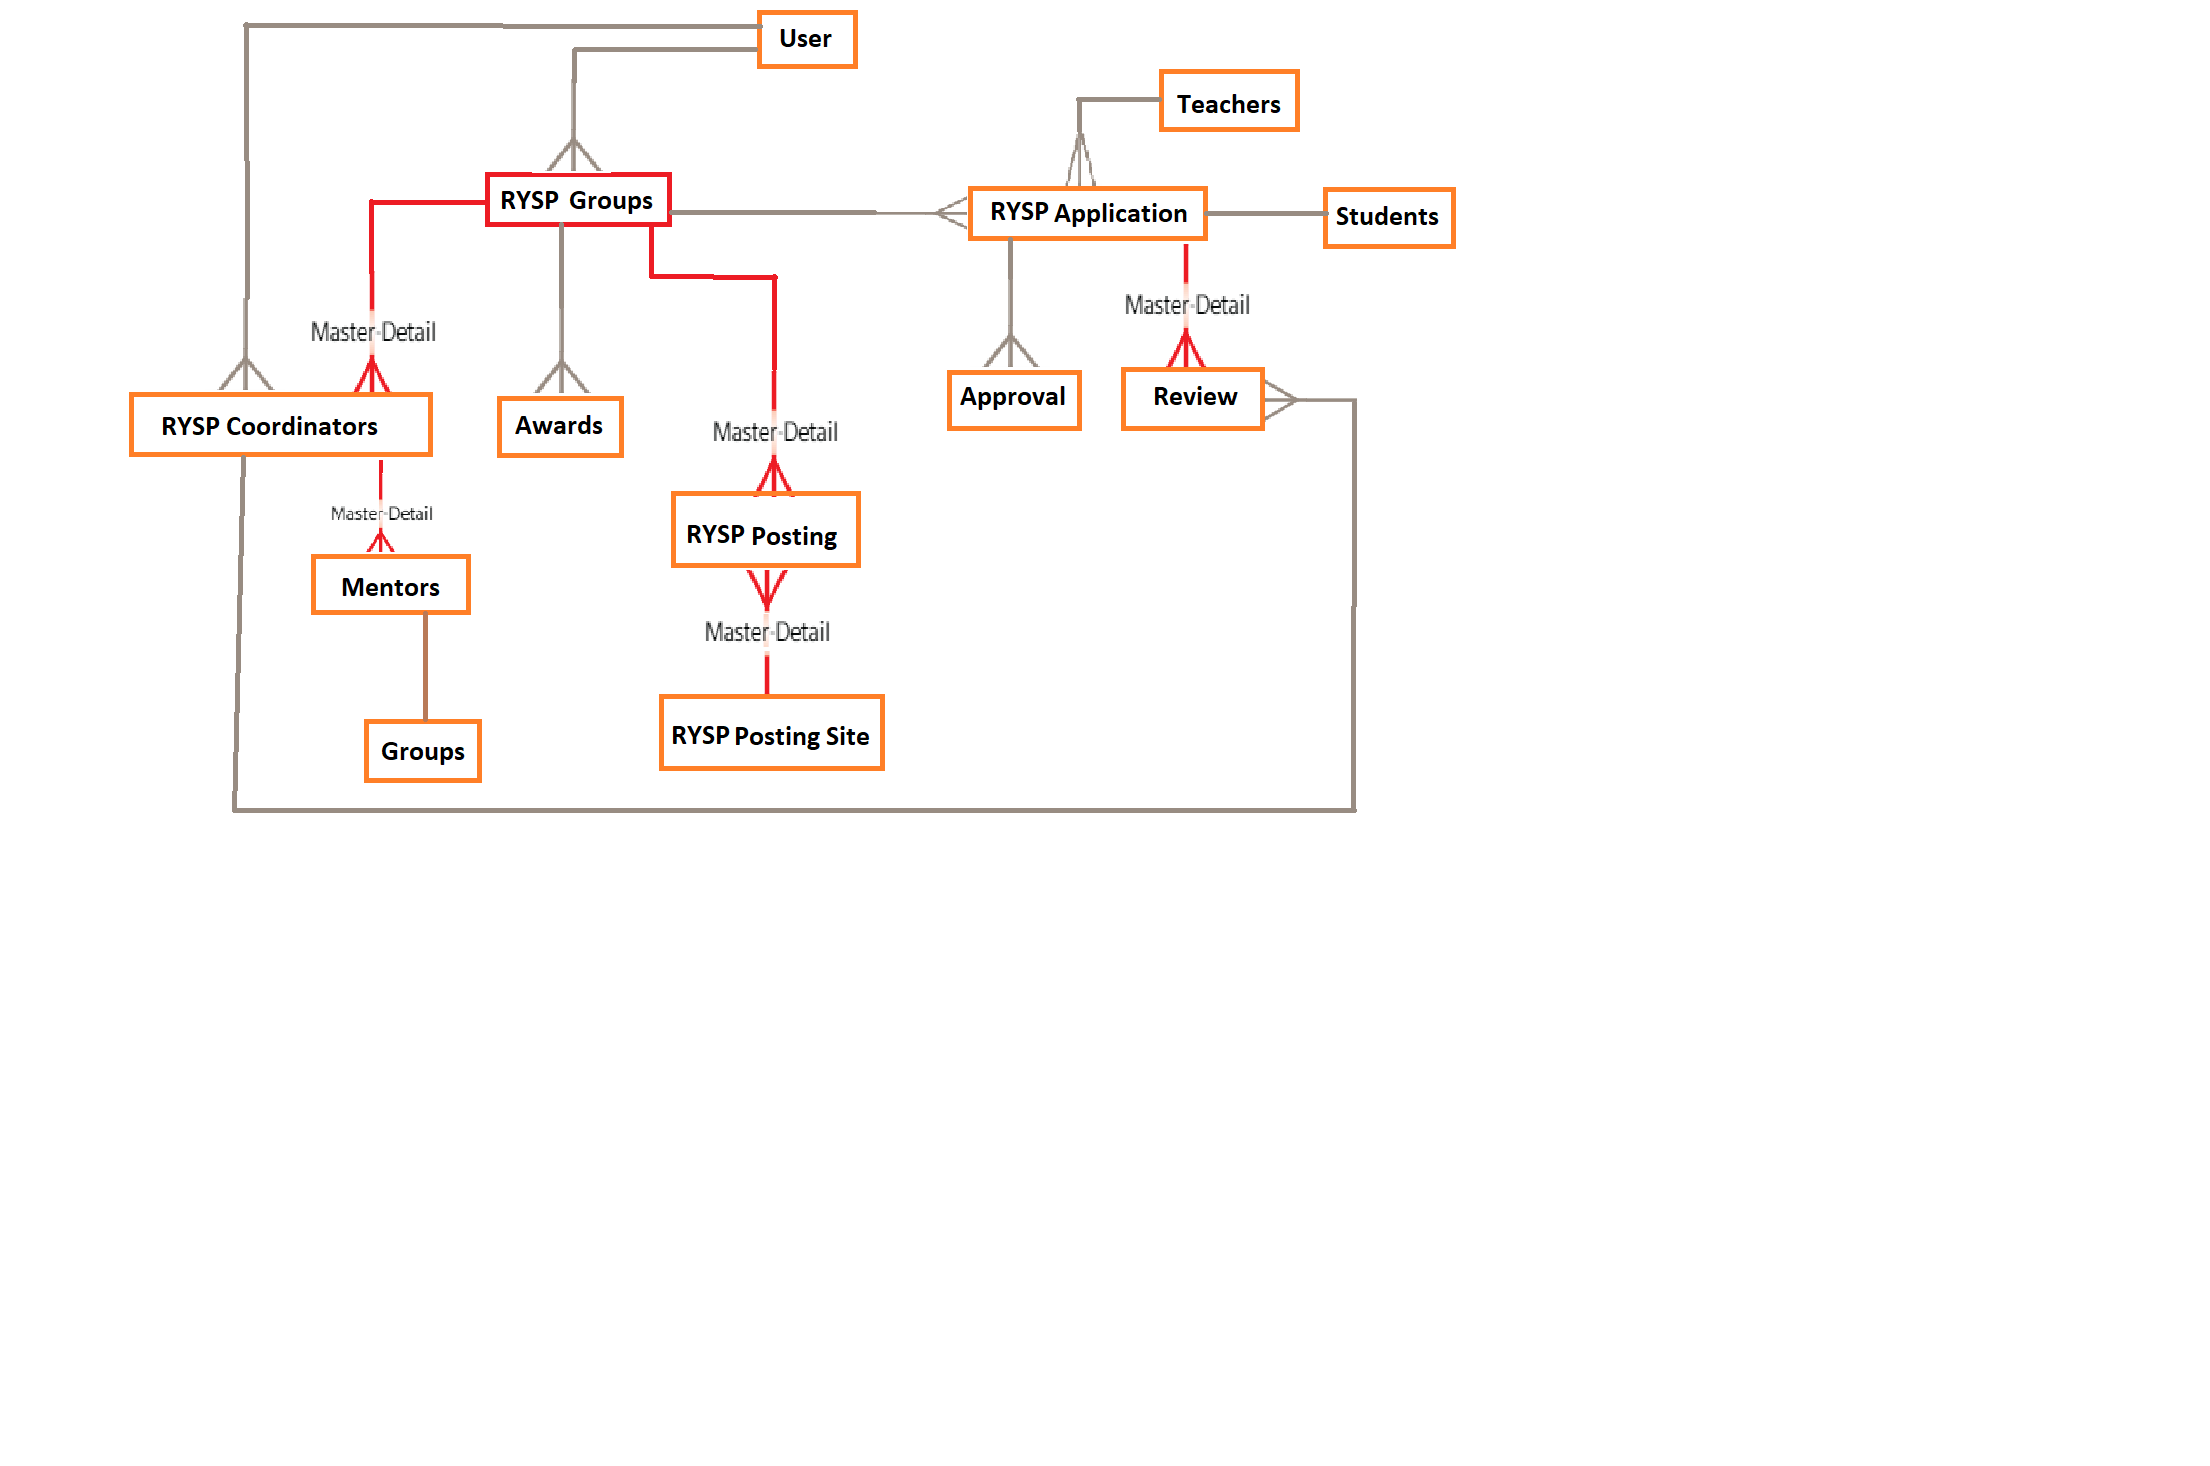 User
Teachers
RYSP Groups
RYSP Application
Students
Master-Detail
Master-Detail
RYSP Coordinators
Awards
Master-Detail
Approval
Review
Master-Detail
RYSP Posting
Mentors
Master-Detail
Groups
RYSP Posting Site